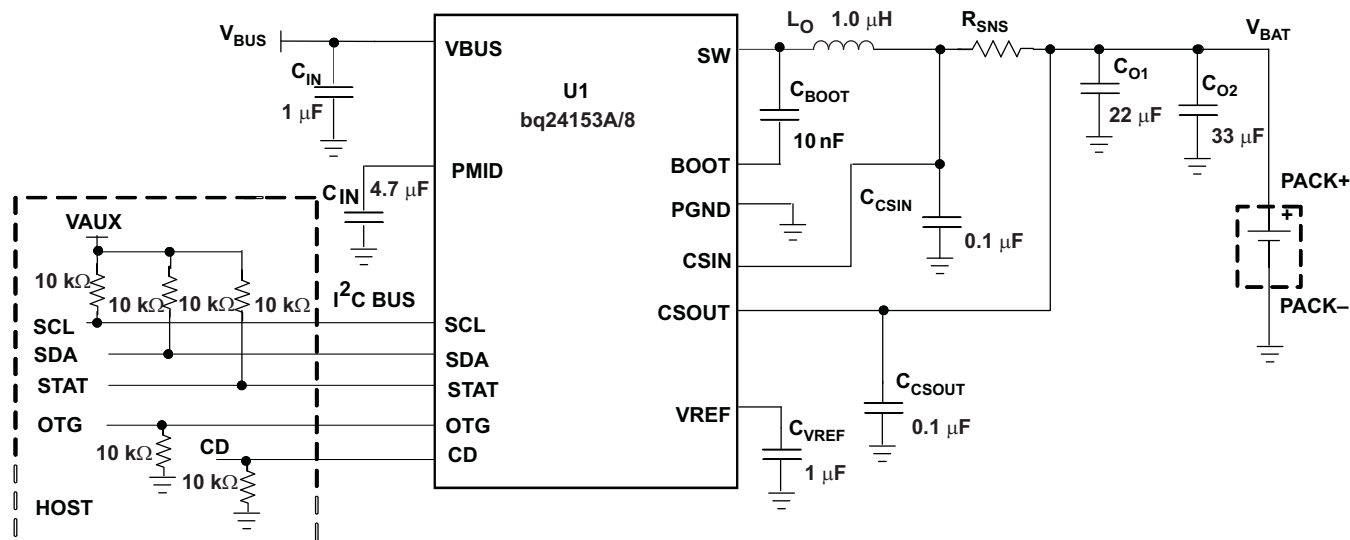 L_O 1.0 μH
R_SNS
V_BAT
V_BUS
VBUS
SW
C_IN
1 μF
U1
bq24153A/8
C_BOOT
10 nF
C_O1
22 μF
C_O2
33 μF
PMID
BOOT
C_IN 4.7 μF
PGND
C_CSIN
0.1 μF
PACK+
+
VAUX
CSIN
10 kΩ
10 kΩ
10 kΩ
10 kΩ
I²C BUS
CSOUT
PACK–
SCL
SCL
SDA
SDA
STAT
STAT
C_CSOUT
0.1 μF
OTG
OTG
VREF
C_VREF
1 μF
10 kΩ
CD
CD
10 kΩ
HOST